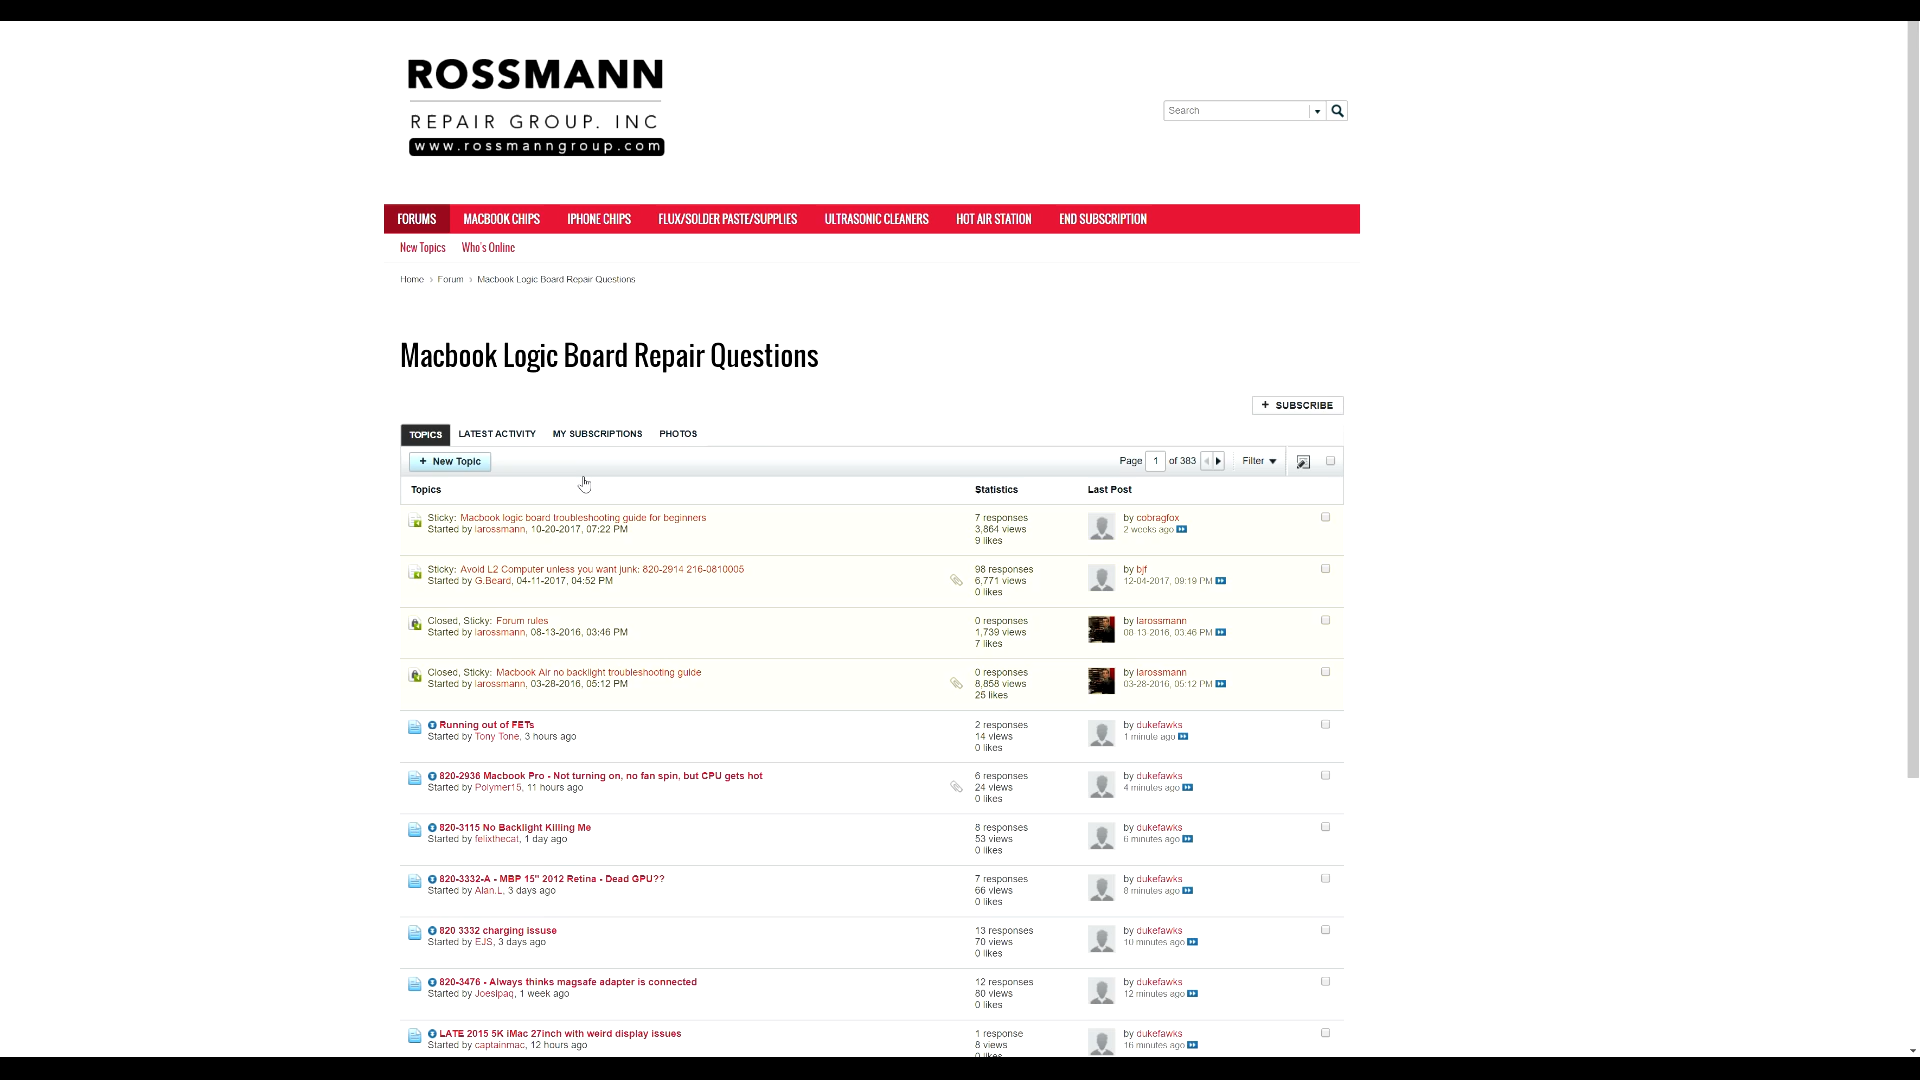 ROSSMANN
REPAIR GROUP. INC
www.rossmanngroup.com
Search
FORUMS MACBOOK CHIPS IPHONE CHIPS FLUX/SOLDER PASTE/SUPPLIES ULTRASONIC CLEANERS HOT AIR STATION END SUBSCRIPTION
New Topics Who's Online
Home › Forum › Macbook Logic Board Repair Questions
Macbook Logic Board Repair Questions
+ SUBSCRIBE
TOPICS LATEST ACTIVITY MY SUBSCRIPTIONS PHOTOS
+ New Topic Page 1 of 383 Filter
Topics Statistics Last Post
Sticky: Macbook logic board troubleshooting guide for beginners 7 responses by cobragfox
Started by larossmann, 10-20-2017, 07:22 PM 3,864 views 2 weeks ago
9 likes
Sticky: Avoid L2 Computer unless you want junk: 820-2914 216-0810005 98 responses by bjf
Started by G.Beard, 04-11-2017, 04:52 PM 6,771 views 12-04-2017, 09:19 PM
0 likes
Closed, Sticky: Forum rules 0 responses by larossmann
Started by larossmann, 08-13-2016, 03:46 PM 1,739 views 08-13-2016, 03:46 PM
7 likes
Closed, Sticky: Macbook Air no backlight troubleshooting guide 0 responses by larossmann
Started by larossmann, 03-28-2016, 05:12 PM 8,858 views 03-28-2016, 05:12 PM
25 likes
Running out of FETs 2 responses by dukefawks
Started by Tony Tone, 3 hours ago 14 views 1 minute ago
0 likes
820-2936 Macbook Pro - Not turning on, no fan spin, but CPU gets hot 6 responses by dukefawks
Started by Polymer15, 11 hours ago 24 views 4 minutes ago
0 likes
820-3115 No Backlight Killing Me 8 responses by dukefawks
Started by felixthecat, 1 day ago 53 views 6 minutes ago
0 likes
820-3332-A - MBP 15" 2012 Retina - Dead GPU?? 7 responses by dukefawks
Started by Alan.L, 3 days ago 66 views 8 minutes ago
0 likes
820 3332 charging issuse 13 responses by dukefawks
Started by EJS, 3 days ago 70 views 10 minutes ago
0 likes
820-3476 - Always thinks magsafe adapter is connected 12 responses by dukefawks
Started by Joesipaq, 1 week ago 80 views 12 minutes ago
0 likes
LATE 2015 5K iMac 27inch with weird display issues 1 response by dukefawks
Started by captainmac, 12 hours ago 8 views 16 minutes ago
0 likes